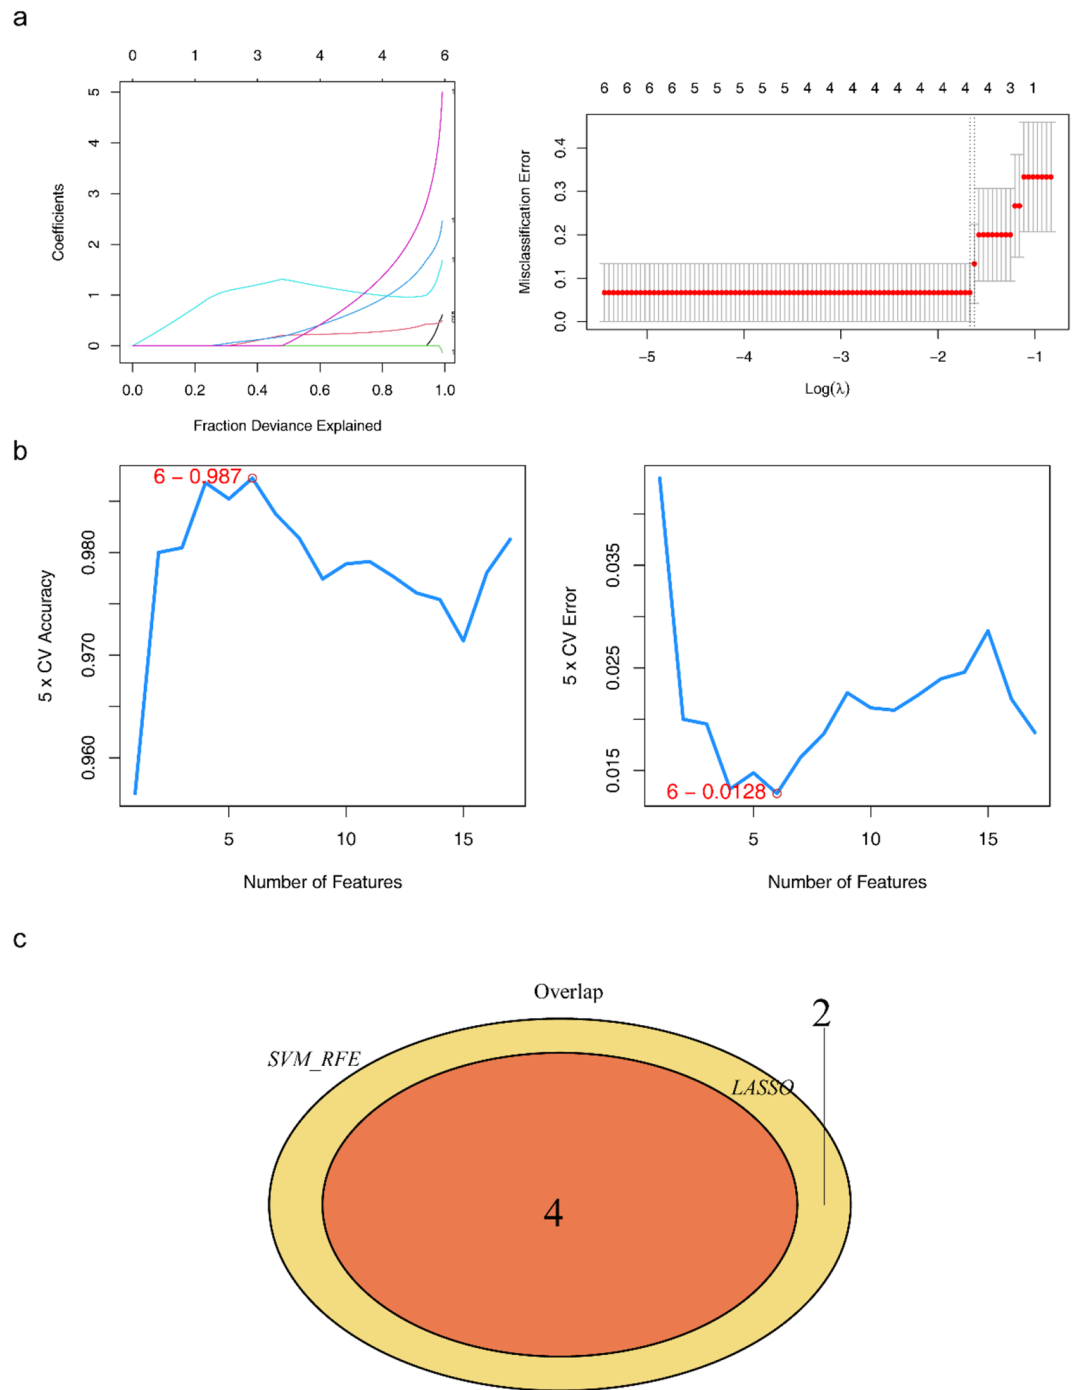 a
0 1 3 4 4 6
Coefficients
5
4
3
2
1
0
0.0 0.2 0.4 0.6 0.8 1.0
Fraction Deviance Explained
6 6 6 6 5 5 5 5 5 4 4 4 4 4 4 4 4 4 3 1
Misclassification Error
0.4
0.3
0.2
0.1
0.0
−5 −4 −3 −2 −1
Log(λ)
b
6 − 0.987
5 x CV Accuracy
0.980
0.970
0.960
5 10 15
Number of Features
5 x CV Error
0.035
0.025
0.015
6 − 0.0128
5 10 15
Number of Features
c
Overlap
2
SVM_RFE
LASSO
4